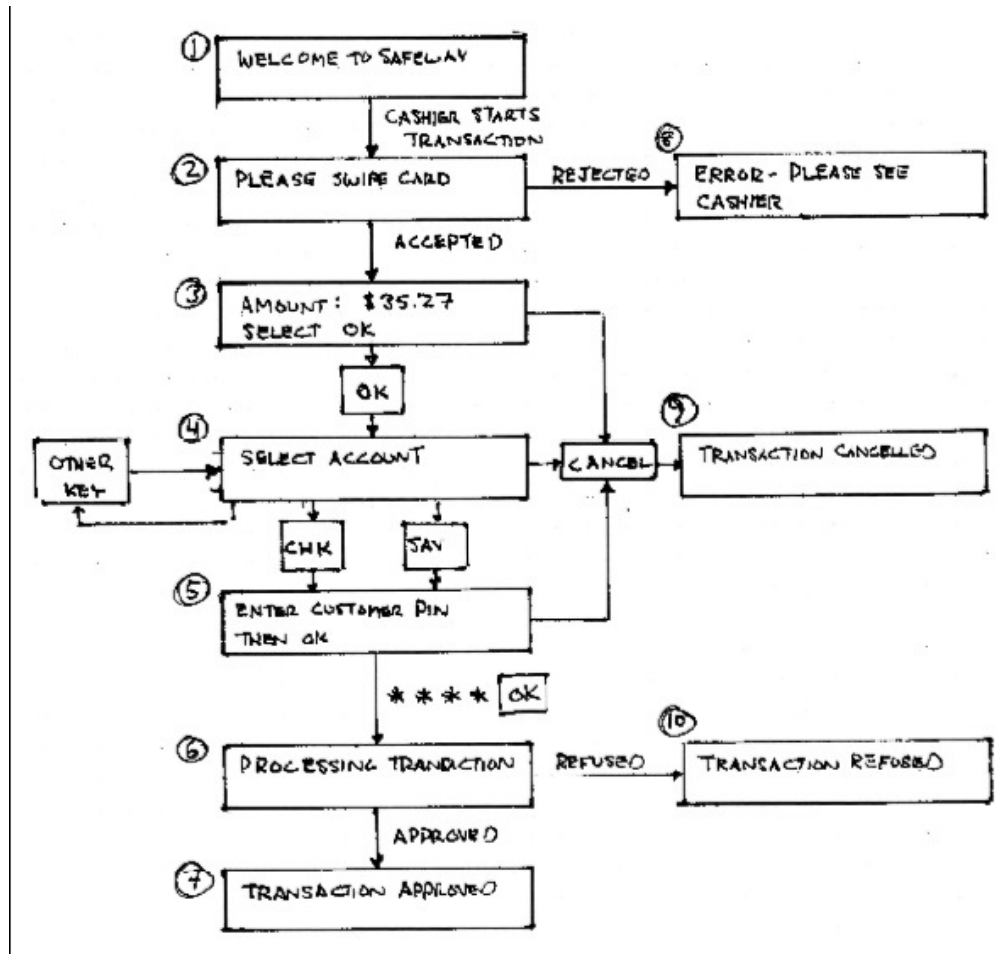 1
WELCOME TO SAFEWAY
CASHIER STARTS
TRANSACTION
2
PLEASE SWIPE CARD
REJECTED
8
ERROR - PLEASE SEE
CASHIER
ACCEPTED
3
AMOUNT: $35.27
SELECT OK
OK
4
SELECT ACCOUNT
OTHER
KEY
CANCEL
9
TRANSACTION CANCELLED
CHK
SAV
5
ENTER CUSTOMER PIN
THEN OK
* * * * OK
6
PROCESSING TRANSACTION
REFUSED
10
TRANSACTION REFUSED
APPROVED
7
TRANSACTION APPROVED